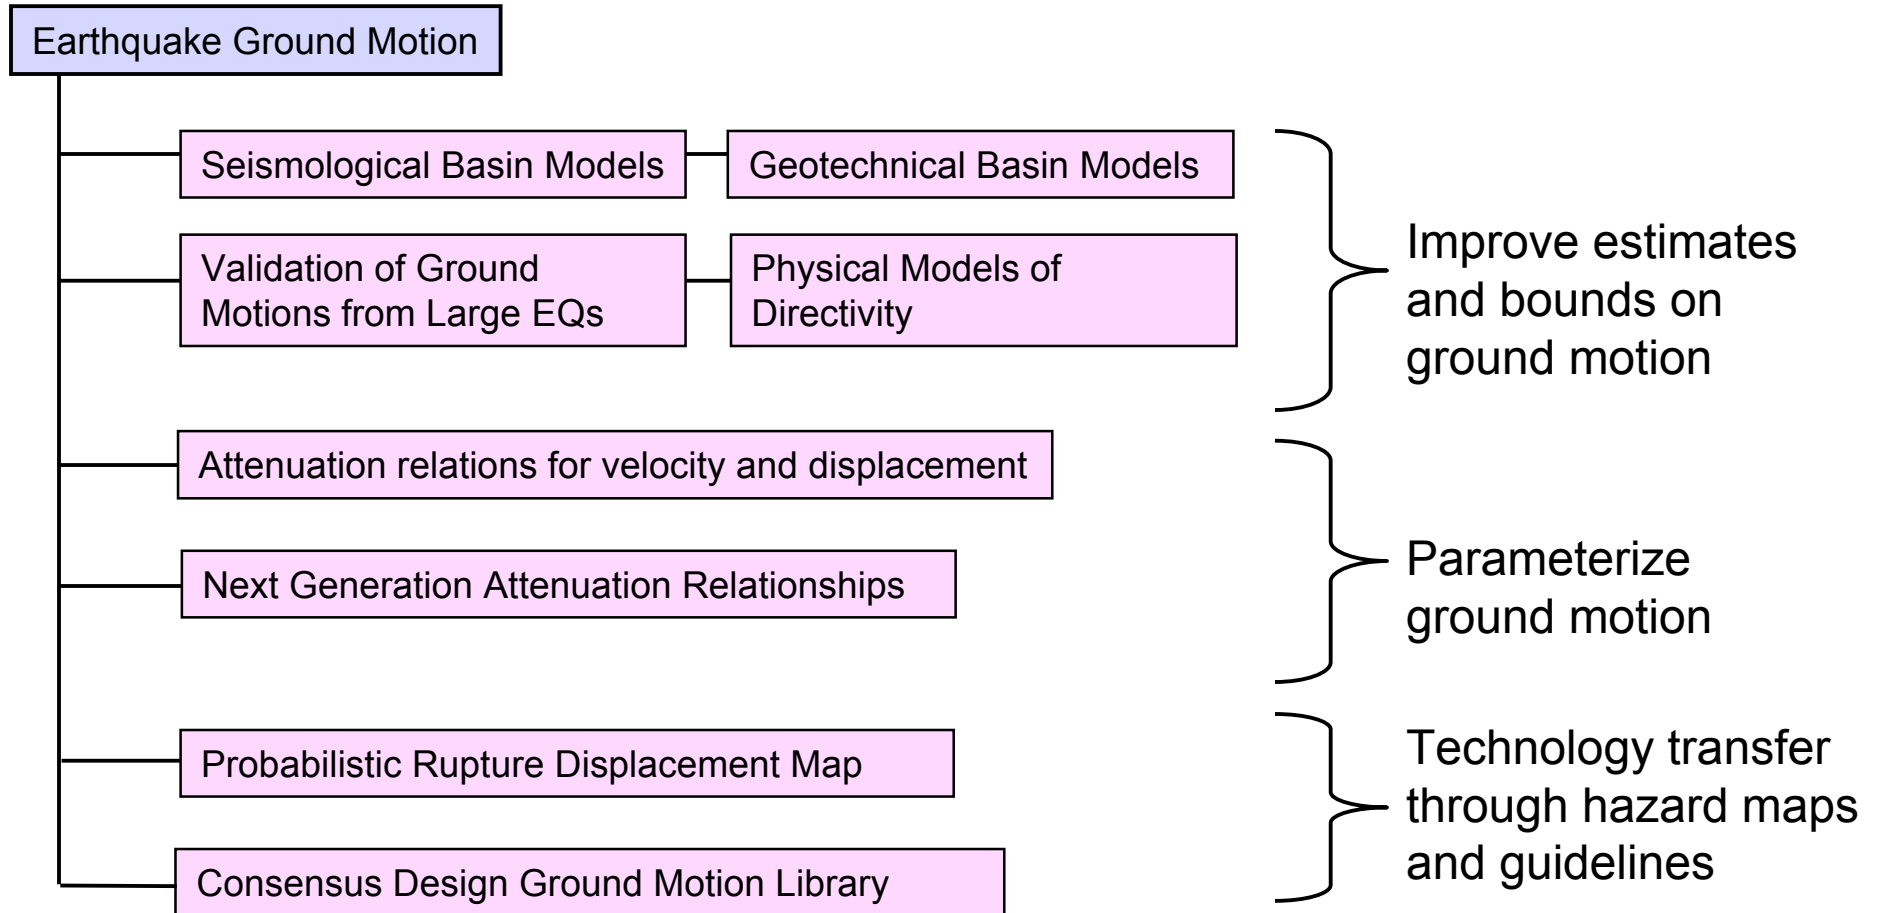 Earthquake Ground Motion
Seismological Basin Models
Geotechnical Basin Models
Validation of Ground
Motions from Large EQs
Physical Models of
Directivity
Improve estimates
and bounds on
ground motion
Attenuation relations for velocity and displacement
Next Generation Attenuation Relationships
Parameterize
ground motion
Probabilistic Rupture Displacement Map
Consensus Design Ground Motion Library
Technology transfer
through hazard maps
and guidelines